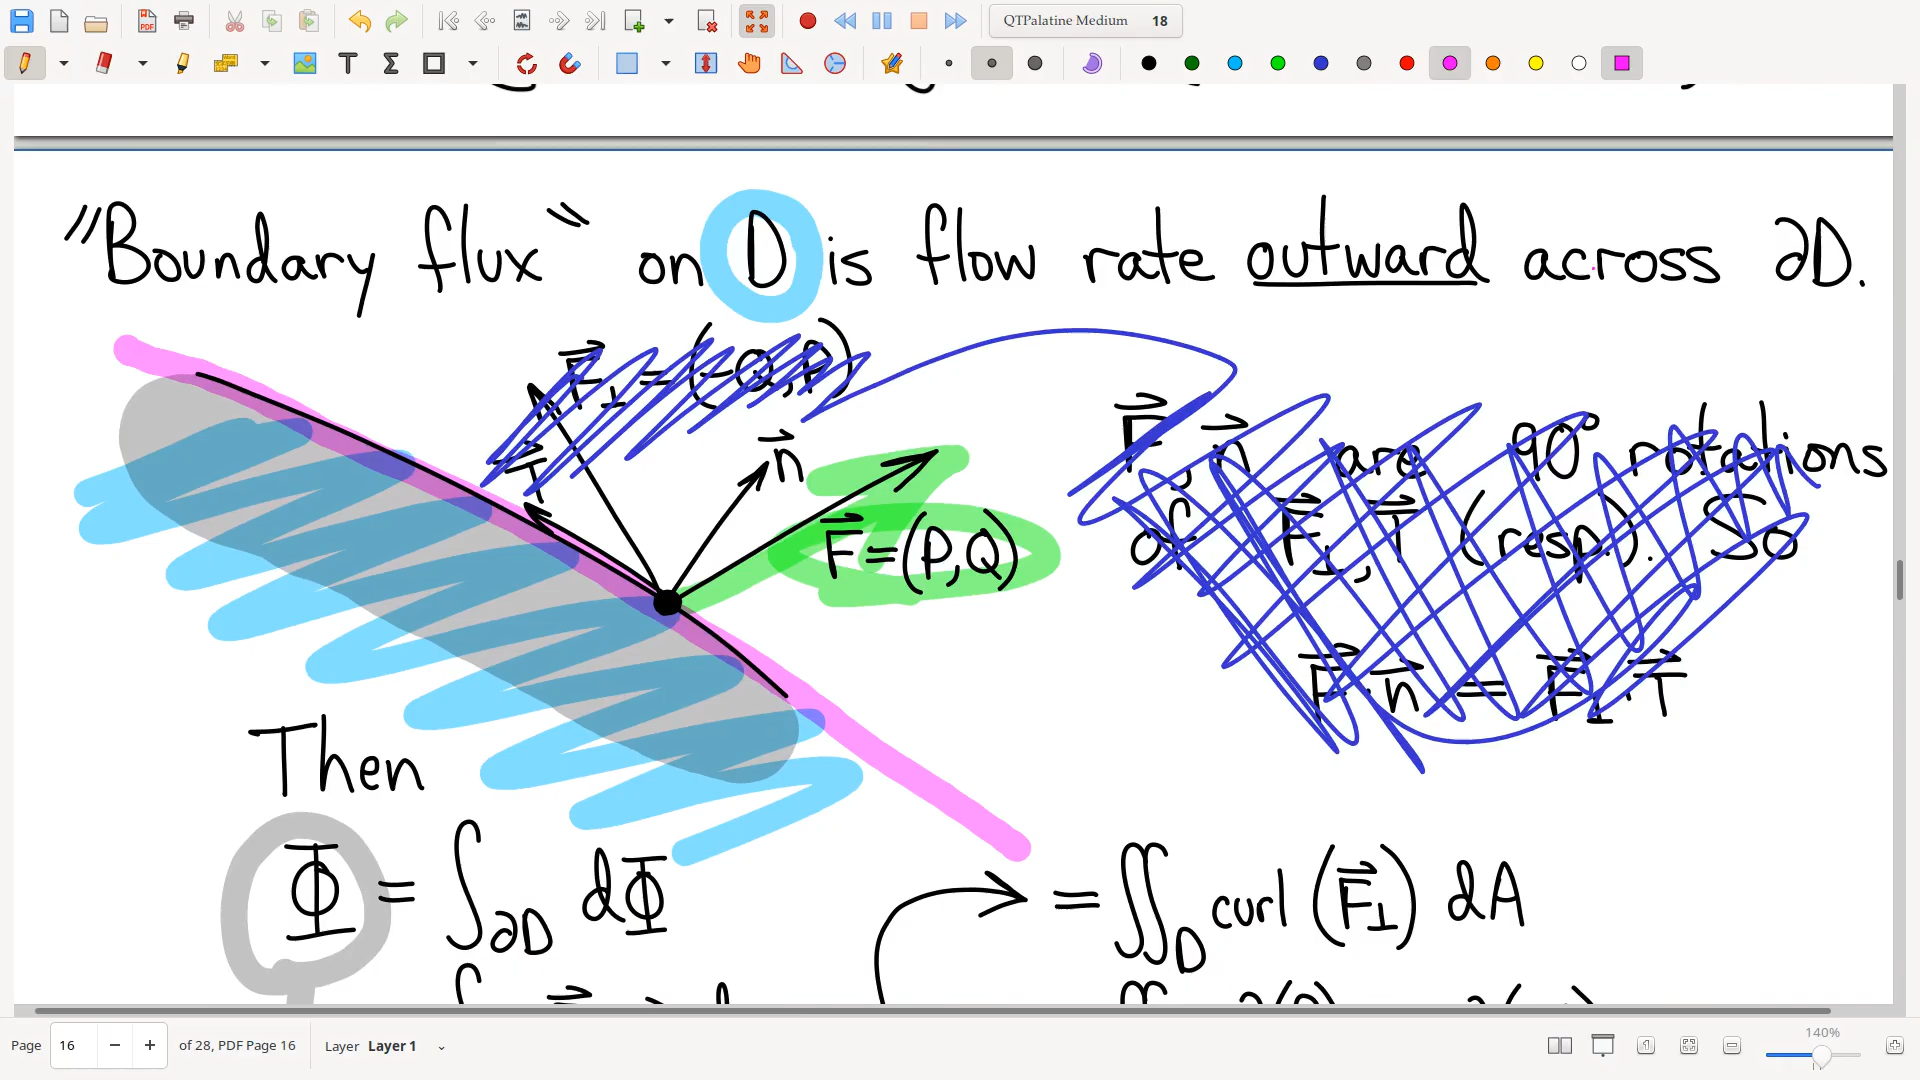 QTPalatine Medium 18
"Boundary flux" on D is flow rate outward across ∂D.
F⃗⊥ = (-Q,P)
F⃗, n⃗ are 90° rotations
of F⃗⊥, T⃗ (resp.). So
F⃗·n⃗ = F⃗⊥·T⃗
T⃗
n⃗
F⃗=(P,Q)
Then
Φ = ∫∂D dΦ
= ∬D curl (F⃗⊥) dA
Page 16 of 28, PDF Page 16 Layer Layer 1
140%